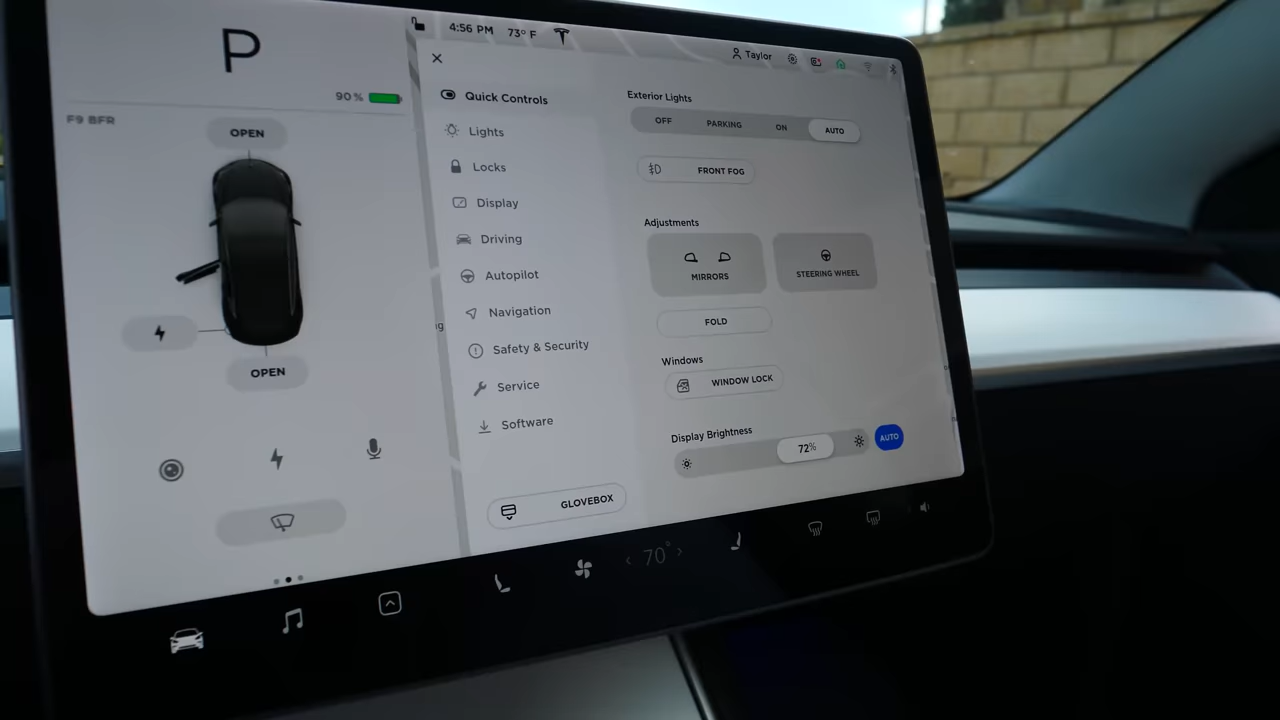 4:56 PM 73° F
Taylor
P
90 %
F9 BFR
OPEN
OPEN
Quick Controls
Lights
Locks
Display
Driving
Autopilot
Navigation
Safety & Security
Service
Software
GLOVEBOX
Exterior Lights
OFF PARKING ON AUTO
FRONT FOG
Adjustments
MIRRORS STEERING WHEEL
FOLD
Windows
WINDOW LOCK
Display Brightness
72% AUTO
70°